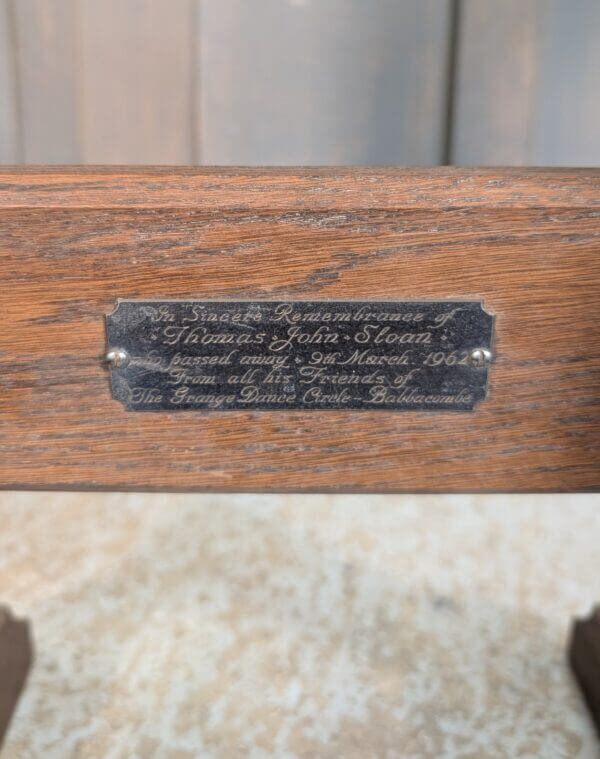 In Sincere Remembrance of
Thomas · John · Sloan
who passed away · 9th March 1962
From all his Friends of
The Grange Dance Circle – Babbacombe